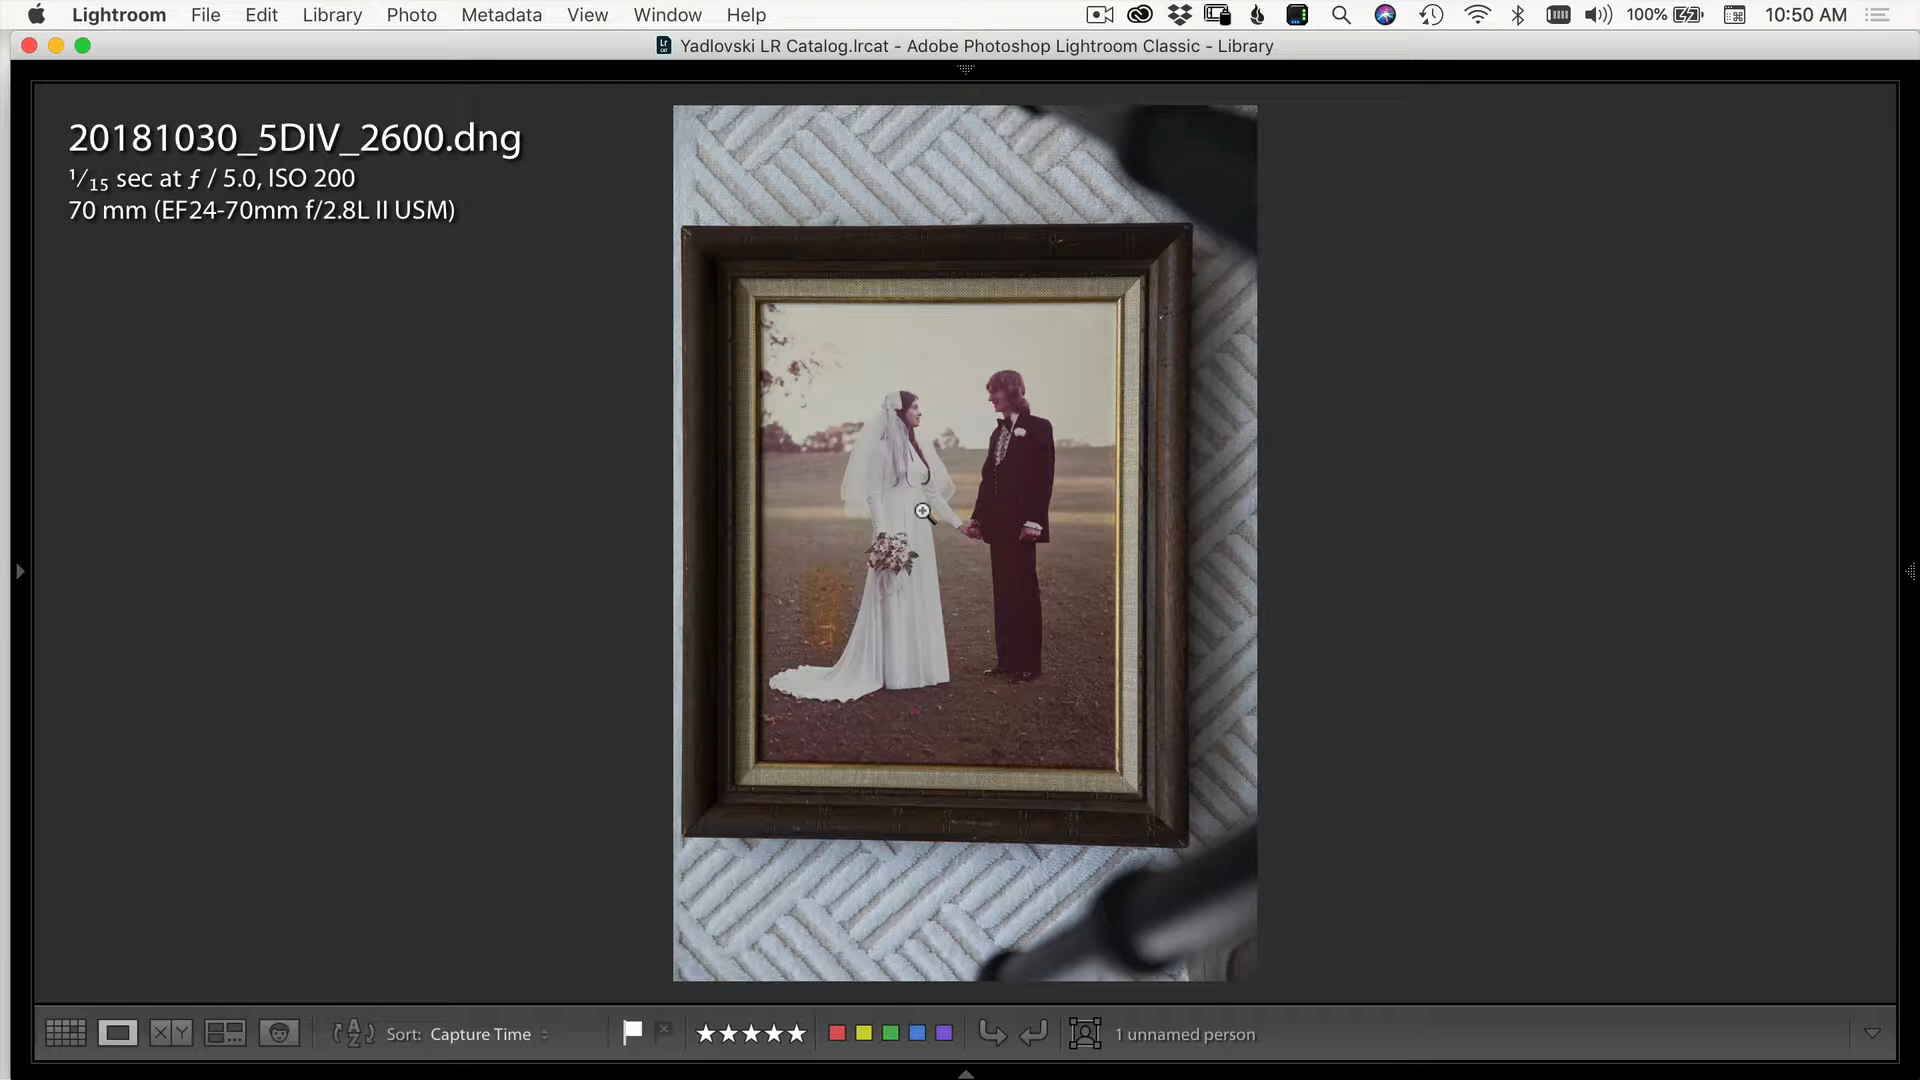 Lightroom File Edit Library Photo Metadata View Window Help 100% 10:50 AM
Lr Yadlovski LR Catalog.lrcat - Adobe Photoshop Lightroom Classic - Library
20181030_5DIV_2600.dng
1/15 sec at ƒ / 5.0, ISO 200
70 mm (EF24-70mm f/2.8L II USM)
X Y A Z Sort: Capture Time 1 unnamed person